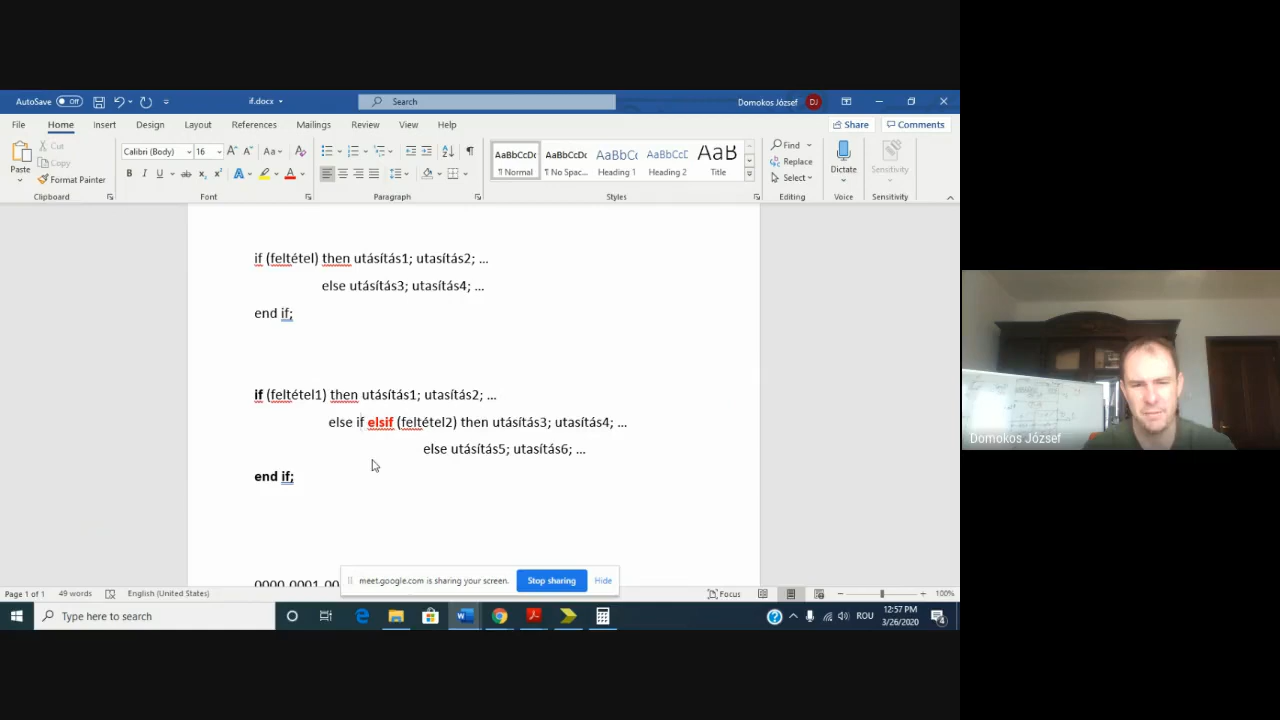 AutoSave Off if.docx Search Domokos József DJ
File Home Insert Design Layout References Mailings Review View Help Share Comments
Cut
Copy
Paste Format Painter
Calibri (Body) 16
AaBbCcDc AaBbCcDc AaBbCcDc AaBbCcD AaB
¶ Normal ¶ No Spac... Heading 1 Heading 2 Title
Find
Replace
Select
Dictate Sensitivity
Clipboard Font Paragraph Styles Editing Voice Sensitivity
if (feltétel) then utásítás1; utasítás2; ...
else utásítás3; utasítás4; ...
end if;
if (feltétel1) then utásítás1; utasítás2; ...
else if elsif (feltétel2) then utásítás3; utasítás4; ...
else utásítás5; utasítás6; ...
end if;
meet.google.com is sharing your screen. Stop sharing Hide
Page 1 of 1 49 words English (United States) Focus 100%
Type here to search ROU 12:57 PM
3/26/2020 4
Domokos József